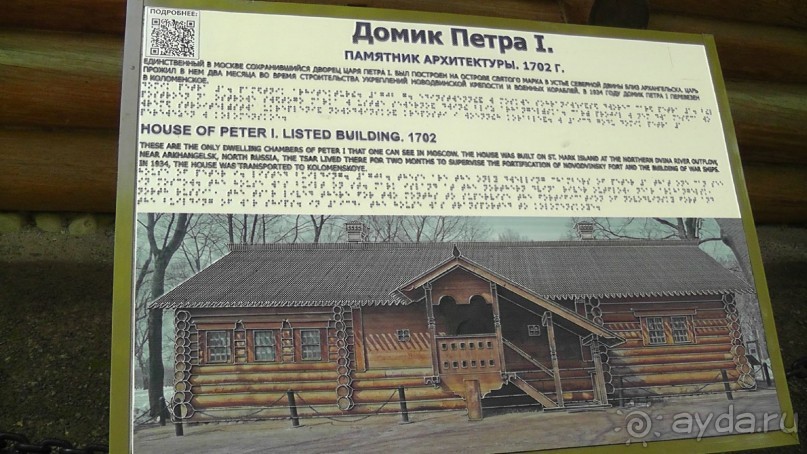 ПОДРОБНЕЕ:
Домик Петра I.
ПАМЯТНИК АРХИТЕКТУРЫ. 1702 Г.
ЕДИНСТВЕННЫЙ В МОСКВЕ СОХРАНИВШИЙСЯ ДВОРЕЦ ЦАРЯ ПЕТРА I. БЫЛ ПОСТРОЕН НА ОСТРОВЕ СВЯТОГО МАРКА В УСТЬЕ СЕВЕРНОЙ ДВИНЫ БЛИЗ АРХАНГЕЛЬСКА. ЦАРЬ
ПРОЖИЛ В НЕМ ДВА МЕСЯЦА ВО ВРЕМЯ СТРОИТЕЛЬСТВА УКРЕПЛЕНИЙ НОВОДВИНСКОЙ КРЕПОСТИ И ВОЕННЫХ КОРАБЛЕЙ. В 1934 ГОДУ ДОМИК ПЕТРА I ПЕРЕВЕЗЕН
В КОЛОМЕНСКОЕ.
HOUSE OF PETER I. LISTED BUILDING. 1702
THESE ARE THE ONLY DWELLING CHAMBERS OF PETER I THAT ONE CAN SEE IN MOSCOW. THE HOUSE WAS BUILT ON ST. MARK ISLAND AT THE NORTHERN DVINA RIVER OUTFLOW,
NEAR ARKHANGELSK, NORTH RUSSIA, THE TSAR LIVED THERE FOR TWO MONTHS TO SUPERVISE THE FORTIFICATION OF NOVODVINSKY FORT AND THE BUILDING OF WAR SHIPS.
IN 1934, THE HOUSE WAS TRANSPORTED TO KOLOMENSKOYE.
ayda.ru